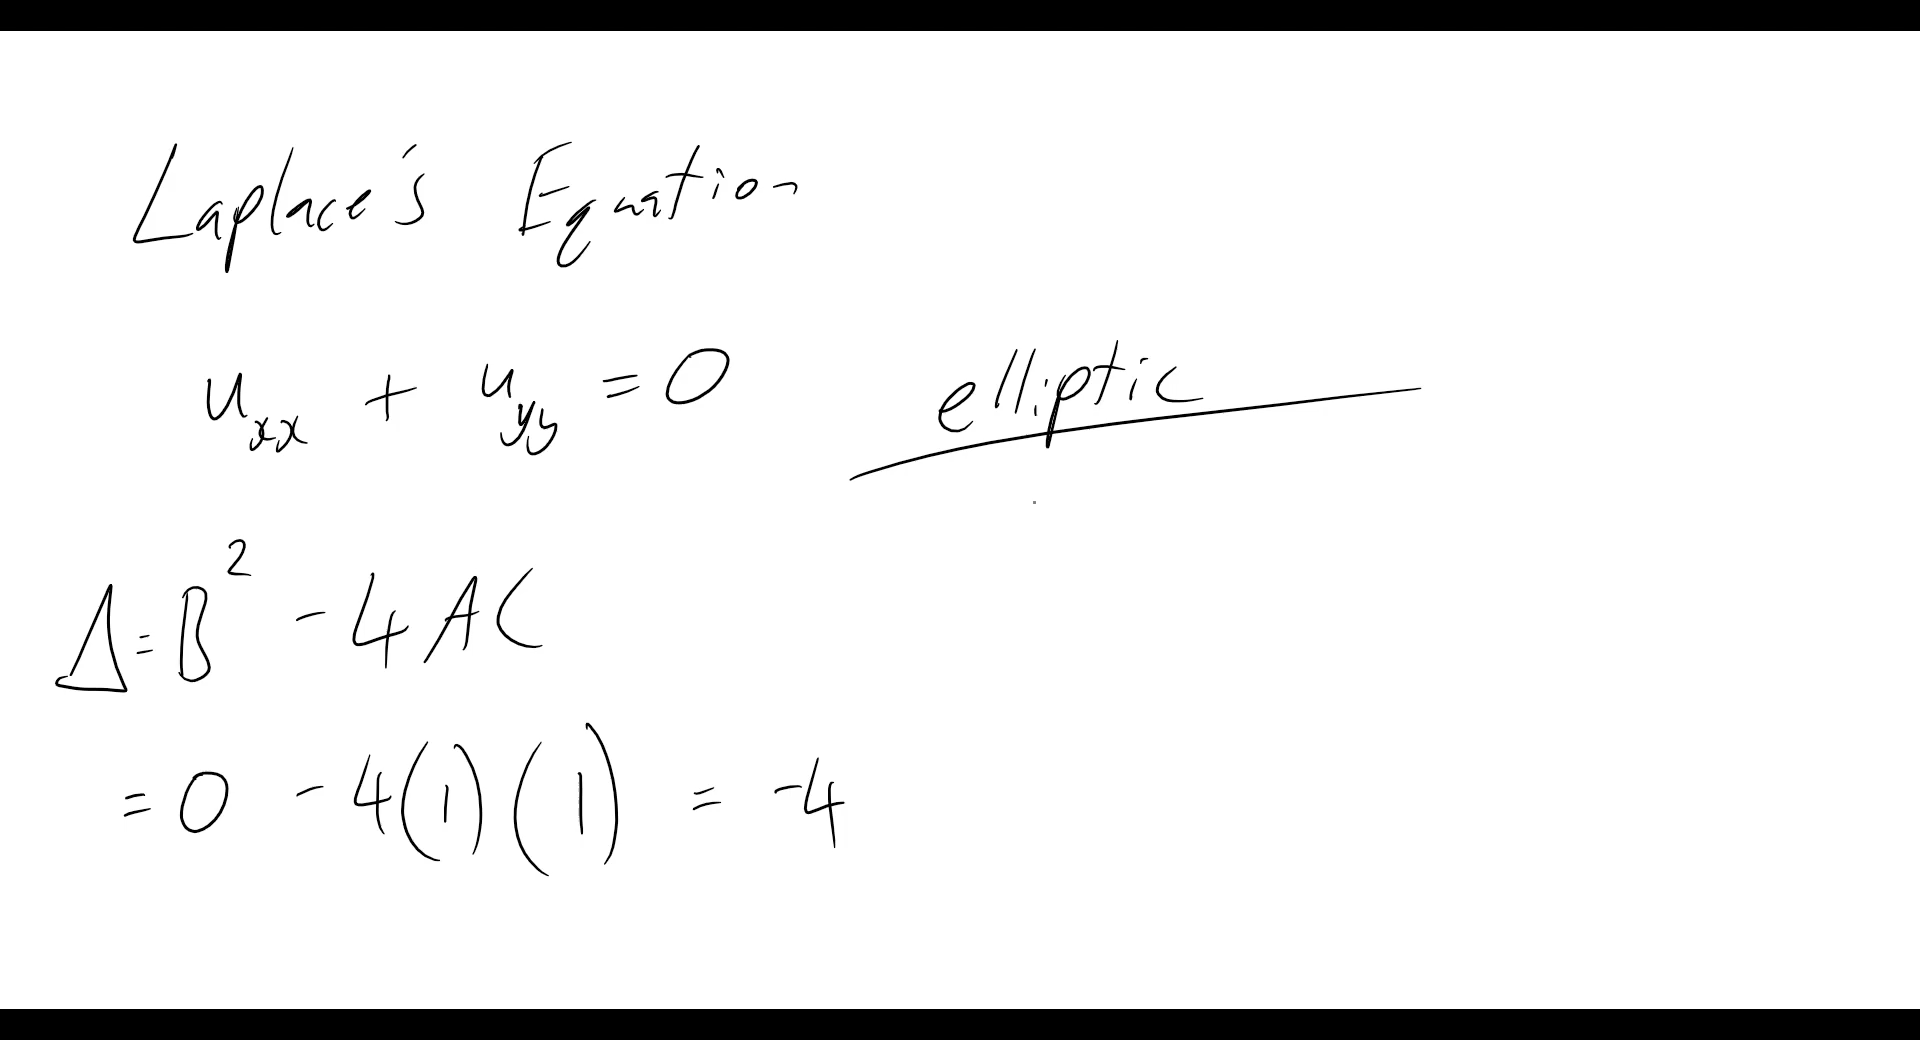 Laplace's Equation
u_xx + u_yy = 0 elliptic
Δ = B² - 4AC
= 0 - 4(1)(1) = -4